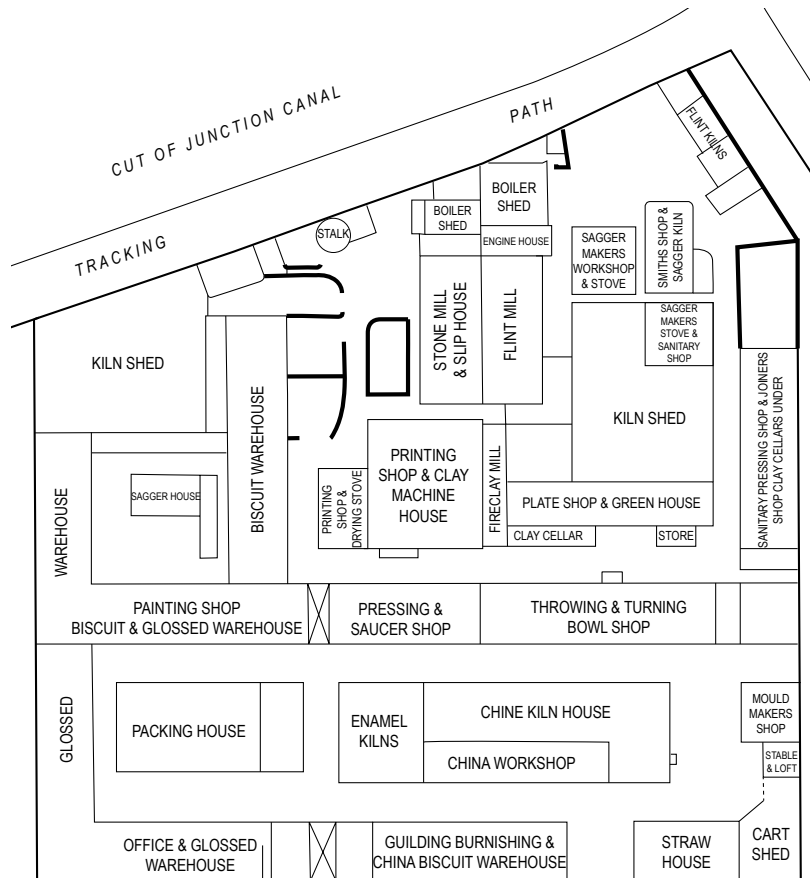 CUT OF JUNCTION CANAL
PATH
TRACKING
STALK
BOILER
SHED
BOILER
SHED
ENGINE HOUSE
FLINT KILNS
SAGGER
MAKERS
WORKSHOP
& STOVE
SMITHS SHOP &
SAGGER KILN
STONE MILL
& SLIP HOUSE
FLINT MILL
SAGGER
MAKERS
STOVE &
SANITARY
SHOP
KILN SHED
KILN SHED
BISCUIT WAREHOUSE
WAREHOUSE
SAGGER HOUSE
PRINTING
SHOP &
DRYING STOVE
PRINTING
SHOP & CLAY
MACHINE
HOUSE
FIRECLAY MILL
PLATE SHOP & GREEN HOUSE
CLAY CELLAR
STORE
SANITARY PRESSING SHOP & JOINERS
SHOP CLAY CELLARS UNDER
PAINTING SHOP
BISCUIT & GLOSSED WAREHOUSE
PRESSING &
SAUCER SHOP
THROWING & TURNING
BOWL SHOP
GLOSSED
PACKING HOUSE
ENAMEL
KILNS
CHINE KILN HOUSE
CHINA WORKSHOP
MOULD
MAKERS
SHOP
STABLE
& LOFT
OFFICE & GLOSSED
WAREHOUSE
GUILDING BURNISHING &
CHINA BISCUIT WAREHOUSE
STRAW
HOUSE
CART
SHED